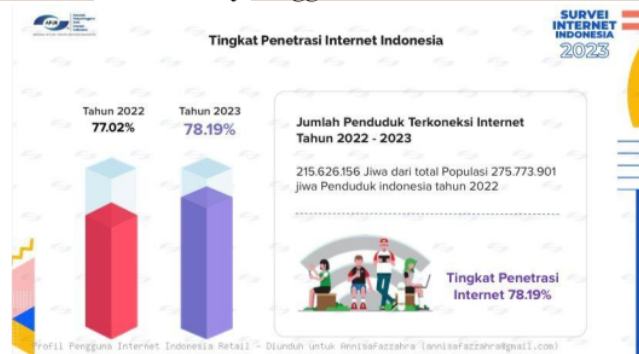 SURVEI
INTERNET
INDONESIA
2023
Tingkat Penetrasi Internet Indonesia
Tahun 2022
77.02%
Tahun 2023
78.19%
Jumlah Penduduk Terkoneksi Internet
Tahun 2022 - 2023
215.626.156 Jiwa dari total Populasi 275.773.901
jiwa Penduduk indonesia tahun 2022
Tingkat Penetrasi
Internet 78.19%
Profil Pengguna Internet Indonesia Retail - Diunduh untuk Annisafazzahra (annisafazzahra@gmail.com)